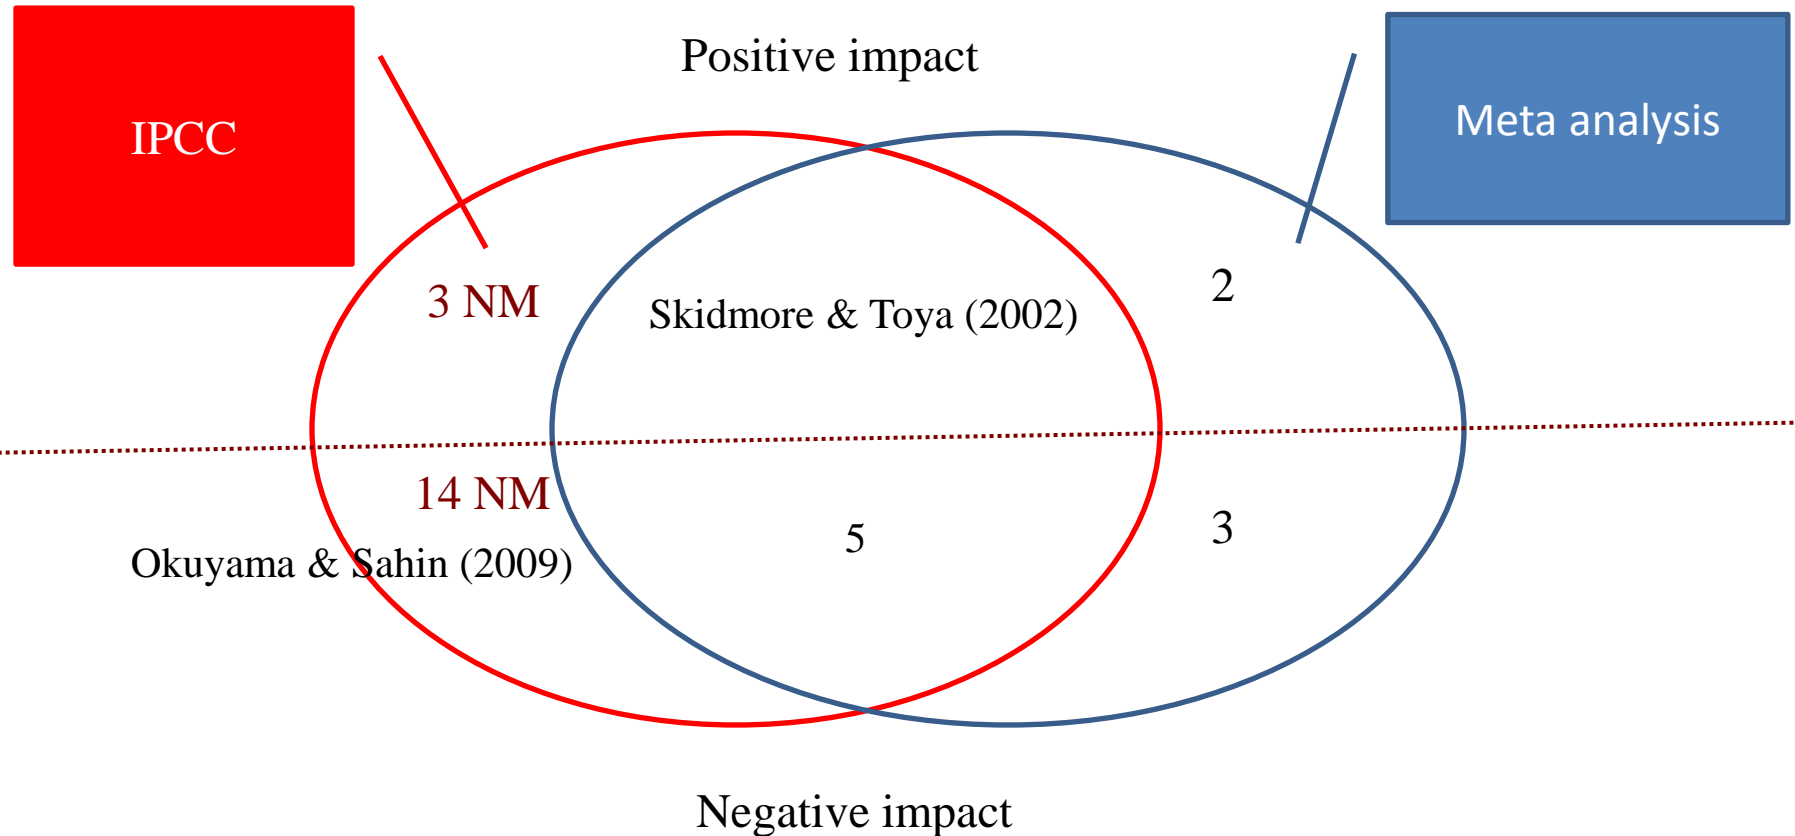 Positive impact
IPCC
Meta analysis
3 NM
Skidmore & Toya (2002)
2
14 NM
Okuyama & Sahin (2009)
5
3
Negative impact